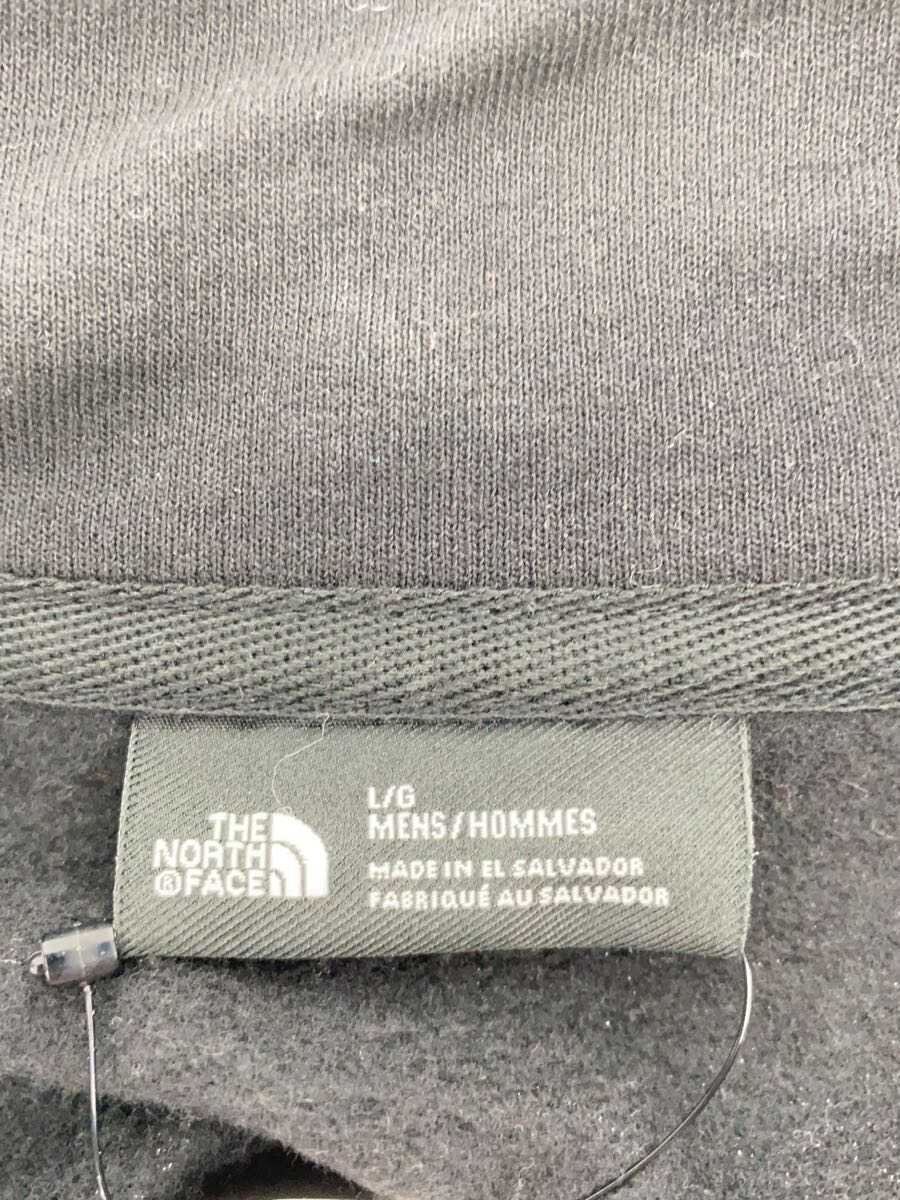 THE
NORTH
® FACE
L/G
MENS/HOMMES
MADE IN EL SALVADOR
FABRIQUÉ AU SALVADOR